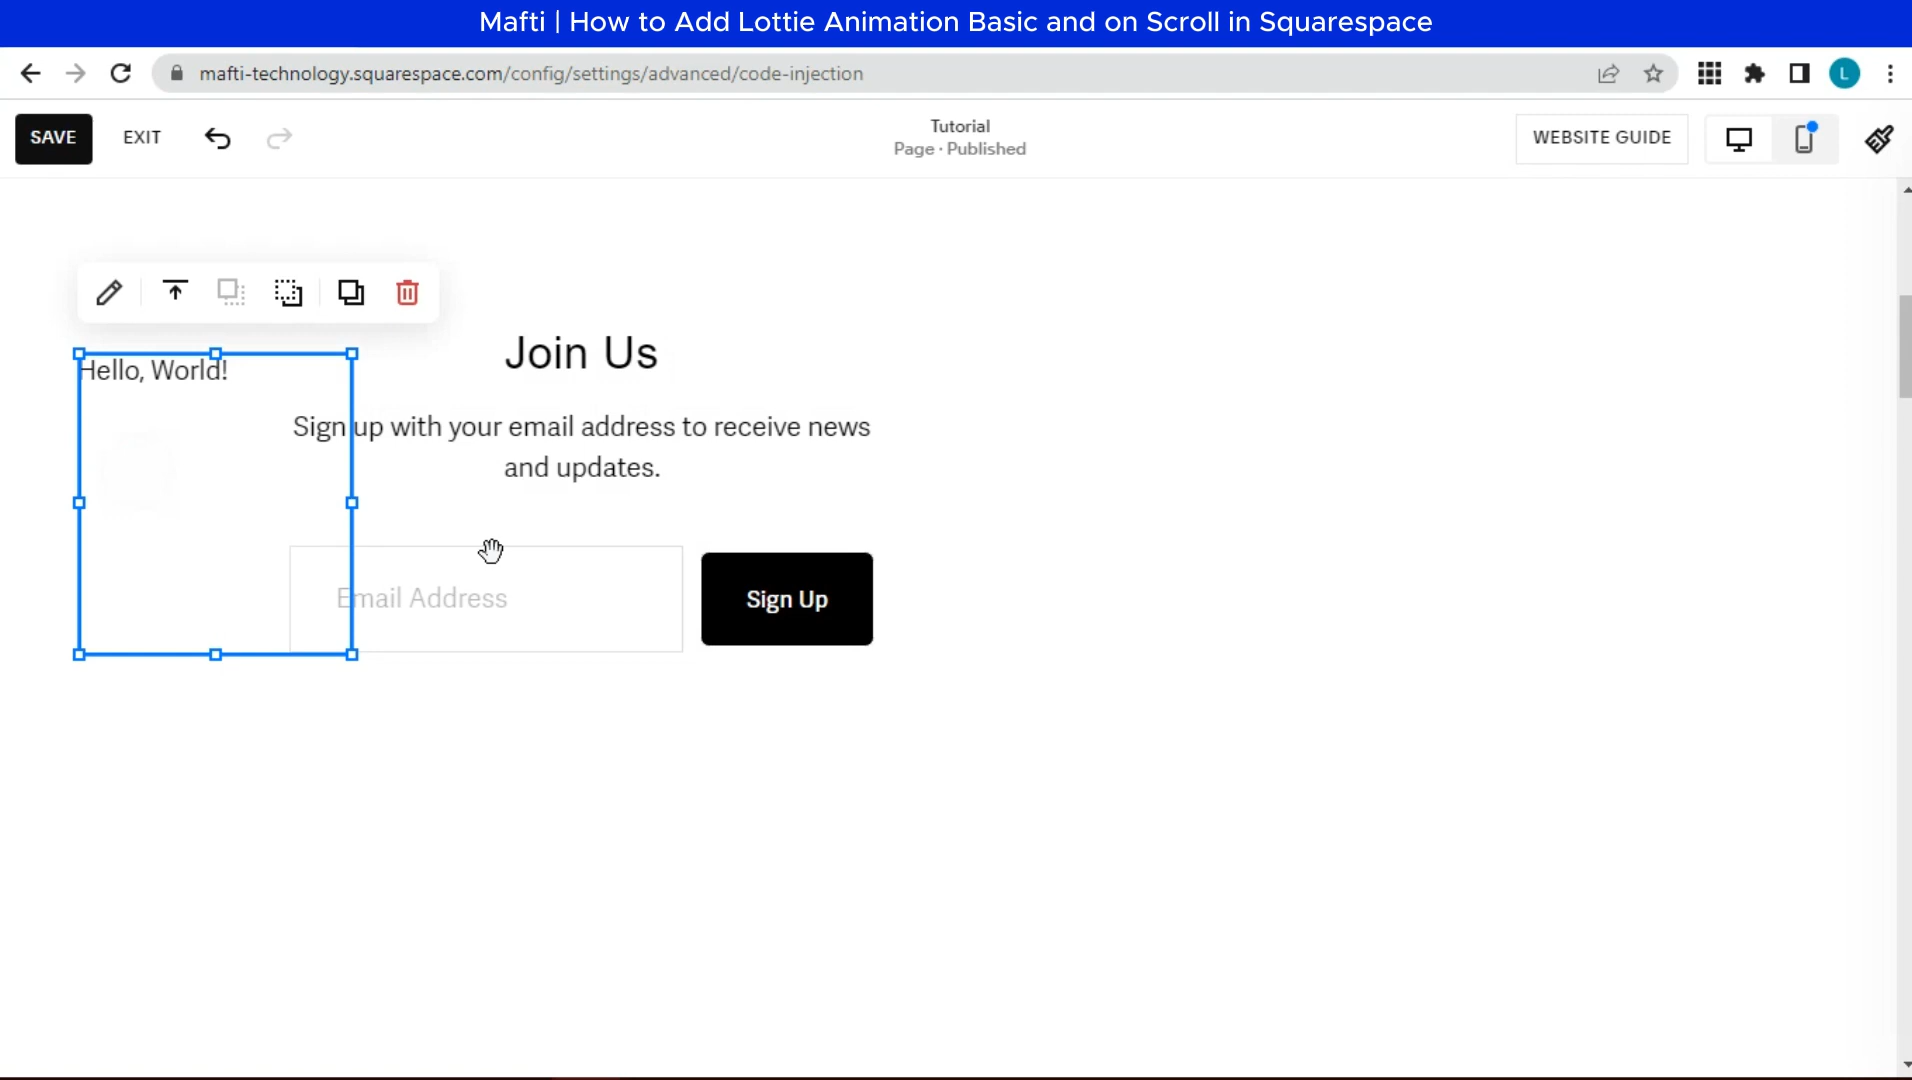 Mafti | How to Add Lottie Animation Basic and on Scroll in Squarespace
mafti-technology.squarespace.com/config/settings/advanced/code-injection
L
SAVE
EXIT
Tutorial
Page · Published
WEBSITE GUIDE
Hello, World!
Join Us
Sign up with your email address to receive news
and updates.
Email Address
Sign Up